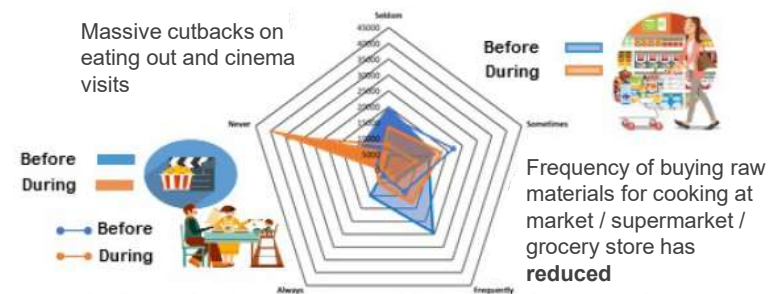 Massive cutbacks on
eating out and cinema
visits
Seldom
45000
40000
35000
30000
25000
20000
15000
10000
5000
0
Sometimes
Frequently
Always
Never
Before
During
Before
During
Before
During
Frequency of buying raw
materials for cooking at
market / supermarket /
grocery store has
reduced